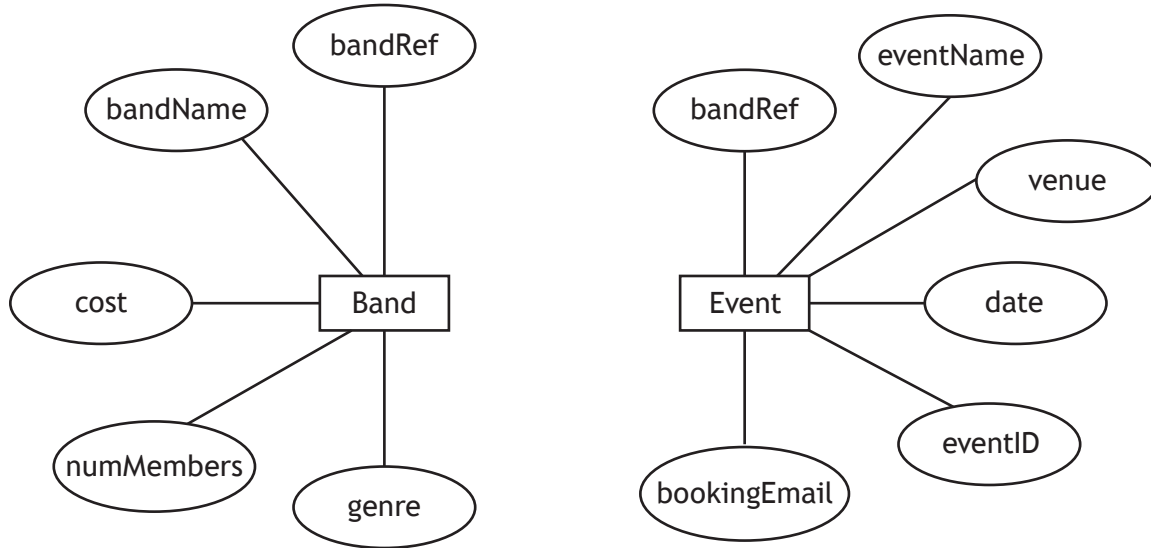 bandRef
bandName
cost
Band
numMembers
genre
eventName
bandRef
venue
Event
date
eventID
bookingEmail